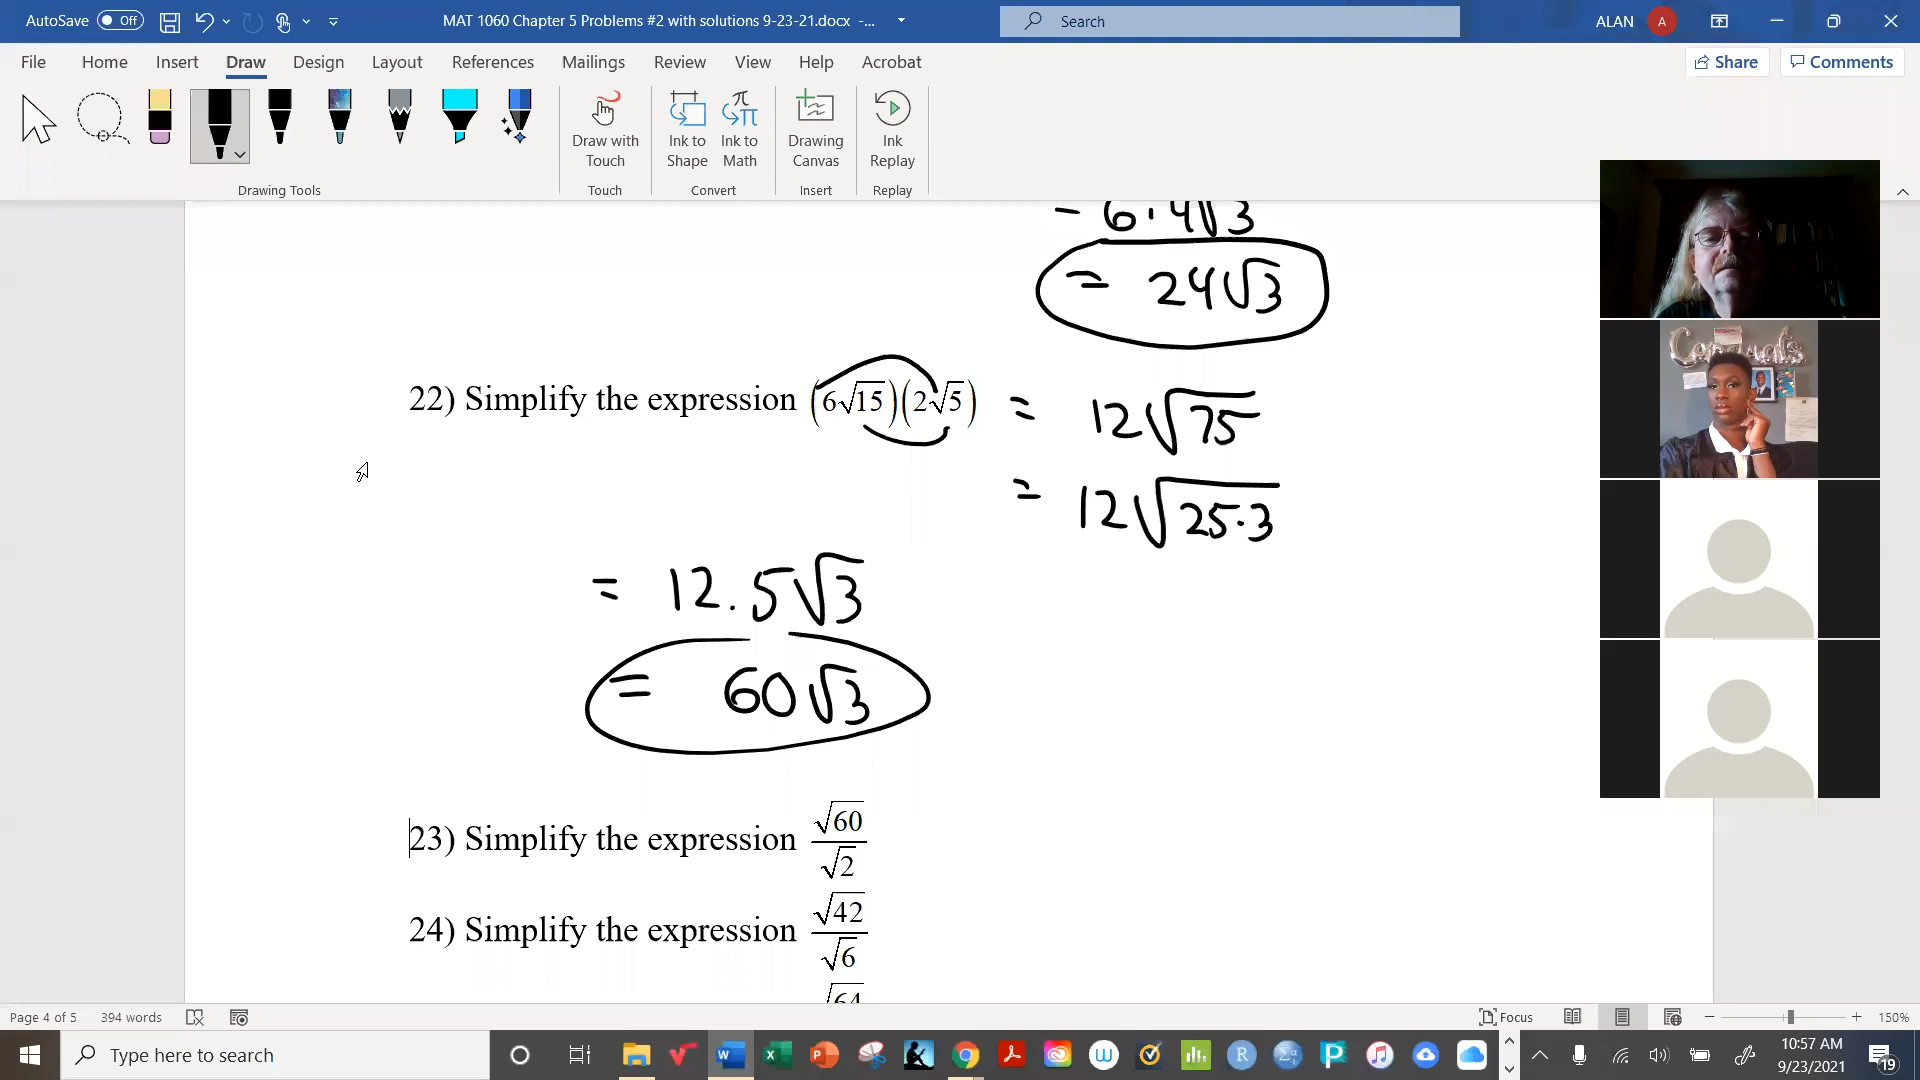 AutoSave Off MAT 1060 Chapter 5 Problems #2 with solutions 9-23-21.docx -... Search ALAN A
File Home Insert Draw Design Layout References Mailings Review View Help Acrobat Share Comments
Draw with Touch
Ink to Shape
Ink to Math
Drawing Canvas
Ink Replay
Drawing Tools Touch Convert Insert Replay
= 6·4√3
= 24√3
22) Simplify the expression (6√15)(2√5) = 12√75
= 12√25·3
= 12·5√3
= 60√3
23) Simplify the expression √60/√2
24) Simplify the expression √42/√6
√64
Page 4 of 5 394 words Focus 150%
Type here to search
10:57 AM
9/23/2021
19